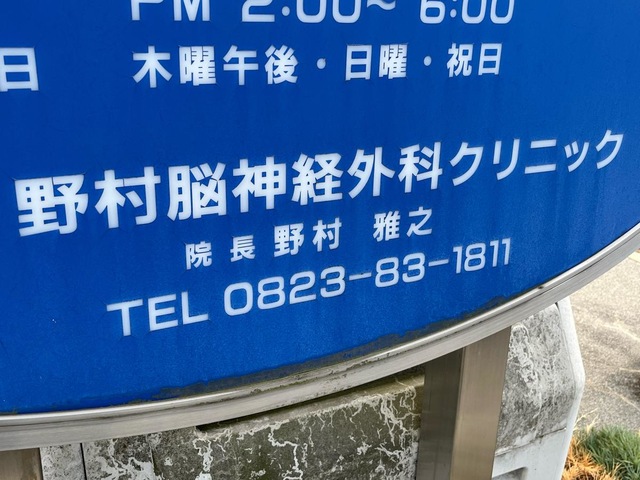 PM 2:00~ 6:00
日 木曜午後・日曜・祝日
野村脳神経外科クリニック
院長 野村 雅之
TEL 0823-83-1811